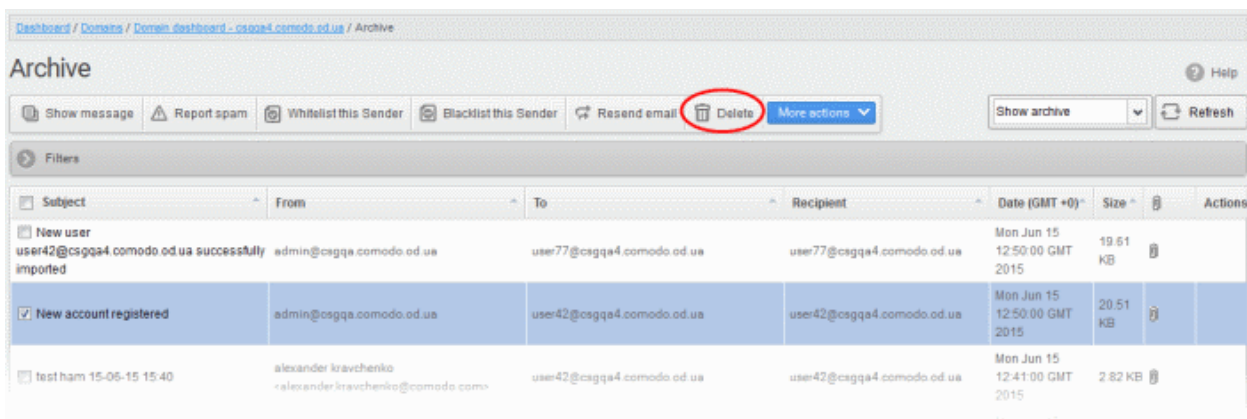 Dashboard / Domains / Domain dashboard - csgqa4.comodo.od.ua / Archive
Archive
Help
Show message Report spam Whitelist this Sender Blacklist this Sender Resend email Delete More actions Show archive Refresh
Filters
Subject From To Recipient Date (GMT +0) Size Actions
New user
user42@csgqa4.comodo.od.ua successfully
imported
admin@csgqa.comodo.od.ua
user77@csgqa4.comodo.od.ua
user77@csgqa4.comodo.od.ua
Mon Jun 15
12:50:00 GMT
2015
19.61
KB
New account registered
admin@csgqa.comodo.od.ua
user42@csgqa4.comodo.od.ua
user42@csgqa4.comodo.od.ua
Mon Jun 15
12:50:00 GMT
2015
20.51
KB
test ham 15-06-15 15:40
alexander kravchenko
<alexander.kravchenko@comodo.com>
user42@csgqa4.comodo.od.ua
user42@csgqa4.comodo.od.ua
Mon Jun 15
12:41:00 GMT
2015
2.82 KB